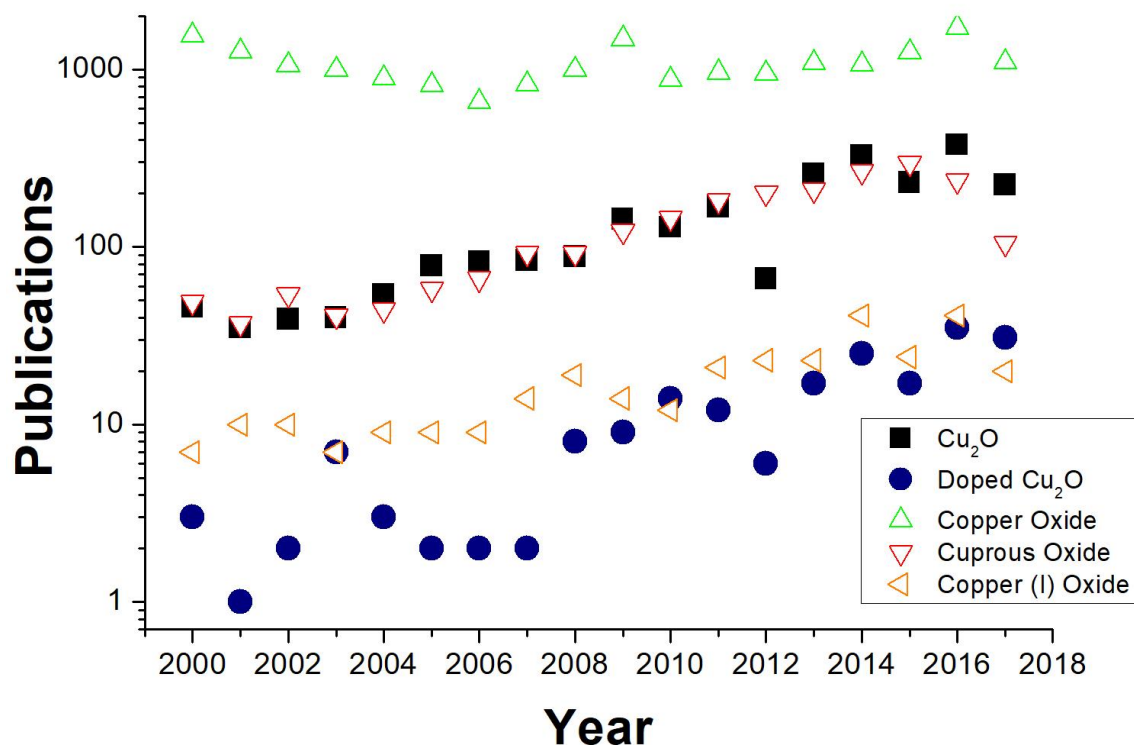 Publications
1000
100
10
1
2000 2002 2004 2006 2008 2010 2012 2014 2016 2018
Year
Cu₂O
Doped Cu₂O
Copper Oxide
Cuprous Oxide
Copper (I) Oxide